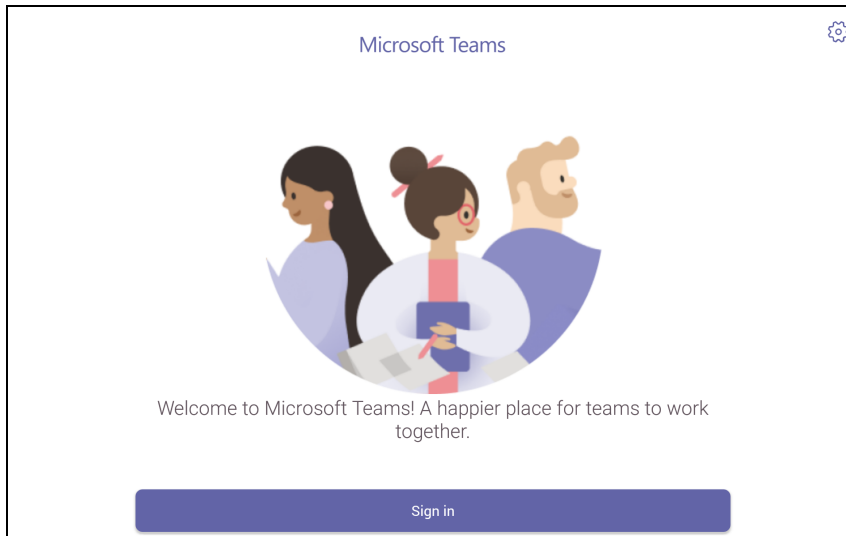 Microsoft Teams
Welcome to Microsoft Teams! A happier place for teams to work
together.
Sign in